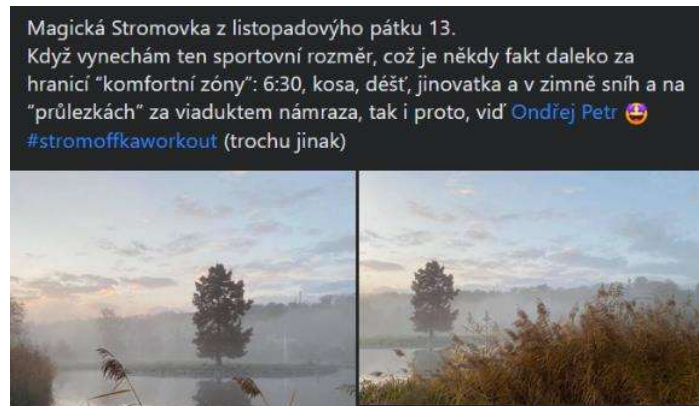 Magická Stromovka z listopadovýho pátku 13.
Když vynechám ten sportovní rozměr, což je někdy fakt daleko za
hranicí “komfortní zóny”: 6:30, kosa, déšť, jinovatka a v zimně sníh a na
“průlezkách” za viaduktem námraza, tak i proto, viď Ondřej Petr 🤩
#stromoffkaworkout (trochu jinak)